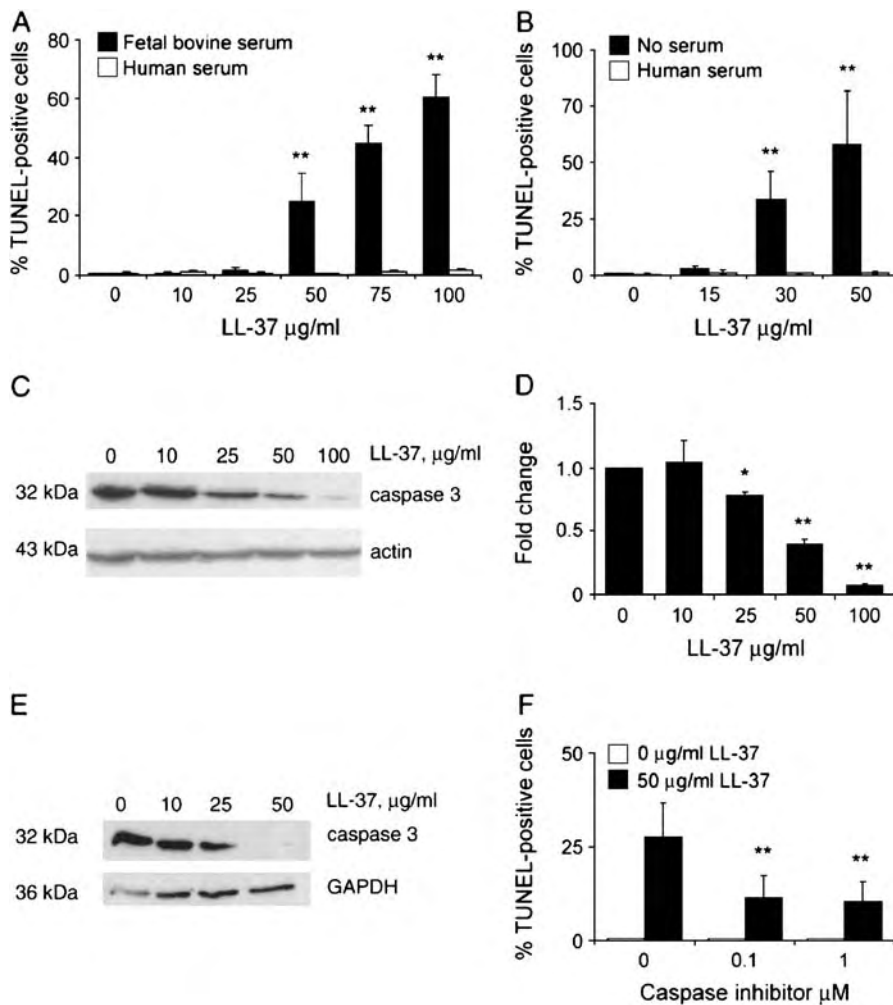 A
Fetal bovine serum
Human serum
% TUNEL-positive cells
80
60
40
20
0
** ** **
0 10 25 50 75 100
LL-37 μg/ml
B
No serum
Human serum
% TUNEL-positive cells
100
70
50
25
0
** **
0 15 30 50
LL-37 μg/ml
C
0 10 25 50 100 LL-37, μg/ml
32 kDa caspase 3
43 kDa actin
D
Fold change
1.5
1.0
0.5
0
* ** **
0 10 25 50 100
LL-37 μg/ml
E
0 10 25 50 LL-37, μg/ml
32 kDa caspase 3
36 kDa GAPDH
F
0 μg/ml LL-37
50 μg/ml LL-37
% TUNEL-positive cells
50
25
0
** **
0 0.1 1
Caspase inhibitor μM